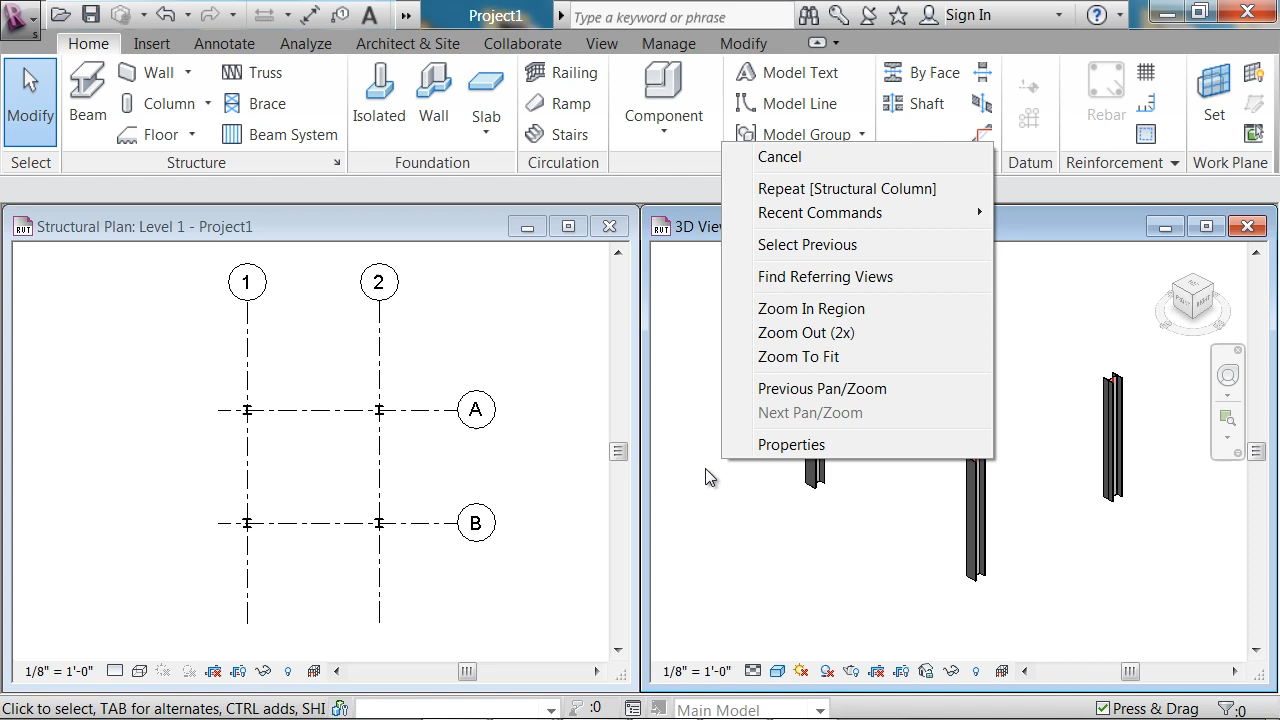 Project1
Type a keyword or phrase
Sign In
Home Insert Annotate Analyze Architect & Site Collaborate View Manage Modify
Modify
Beam
Wall
Column
Floor
Truss
Brace
Beam System
Isolated
Wall
Slab
Railing
Ramp
Stairs
Component
Model Text
Model Line
Model Group
By Face
Shaft
Rebar
Set
Select
Structure
Foundation
Circulation
Datum
Reinforcement
Work Plane
Structural Plan: Level 1 - Project1
1
2
A
B
1/8" = 1'-0"
RVT
3D Vie
Cancel
Repeat [Structural Column]
Recent Commands
Select Previous
Find Referring Views
Zoom In Region
Zoom Out (2x)
Zoom To Fit
Previous Pan/Zoom
Next Pan/Zoom
Properties
1/8" = 1'-0"
Click to select, TAB for alternates, CTRL adds, SHI
:0
Main Model
Press & Drag
:0